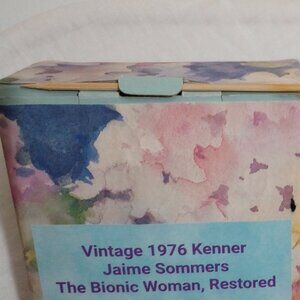 Vintage 1976 Kenner
Jaime Sommers
The Bionic Woman, Restored